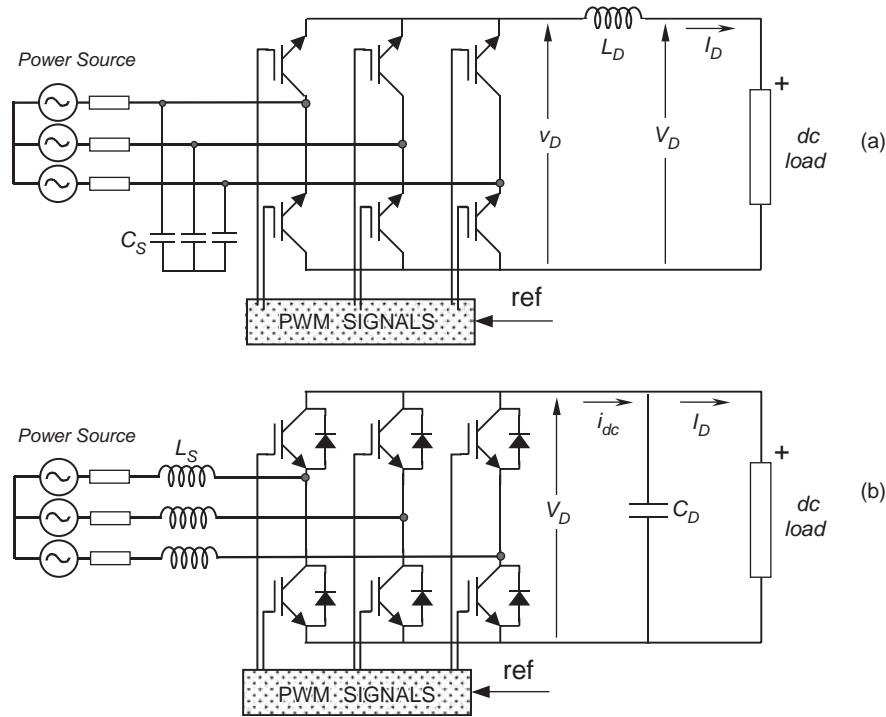 L_D
I_D
Power Source
+
v_D
V_D
dc
load
(a)
C_S
ref
PWM SIGNALS
Power Source
L_S
i_dc
I_D
+
V_D
C_D
dc
load
(b)
ref
PWM SIGNALS